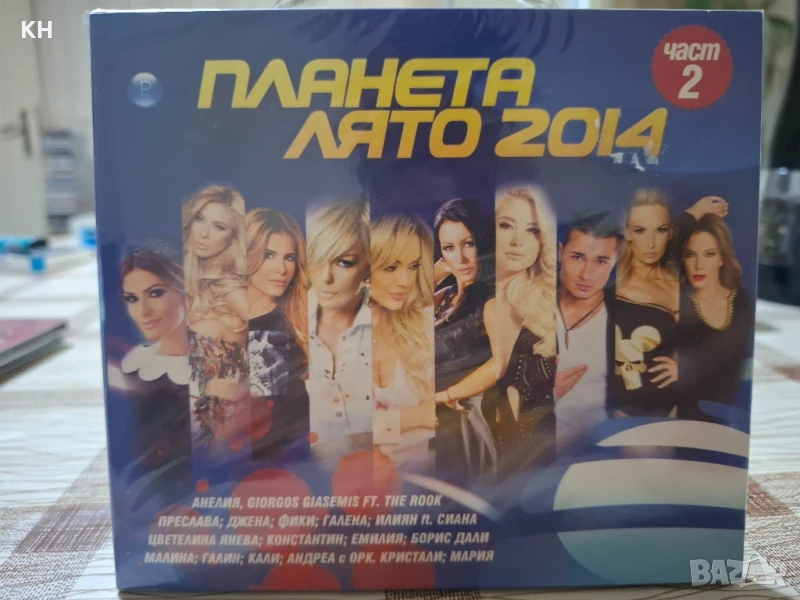 KH
част
2
P
ПЛАНЕТА
ЛЯТО 2014
АНЕЛИЯ, GIORGOS GIASEMIS FT. THE ROOK
ПРЕСЛАВА; ДЖЕНА; ФИКИ; ГАЛЕНА; ИЛИЯН ft. СИАНА
ЦВЕТЕЛИНА ЯНЕВА; КОНСТАНТИН; ЕМИЛИЯ; БОРИС ДАЛИ
МАЛИНА; ГАЛИН; КАЛИ; АНДРЕА с ОРК. КРИСТАЛИ; МАРИЯ
BAZAR